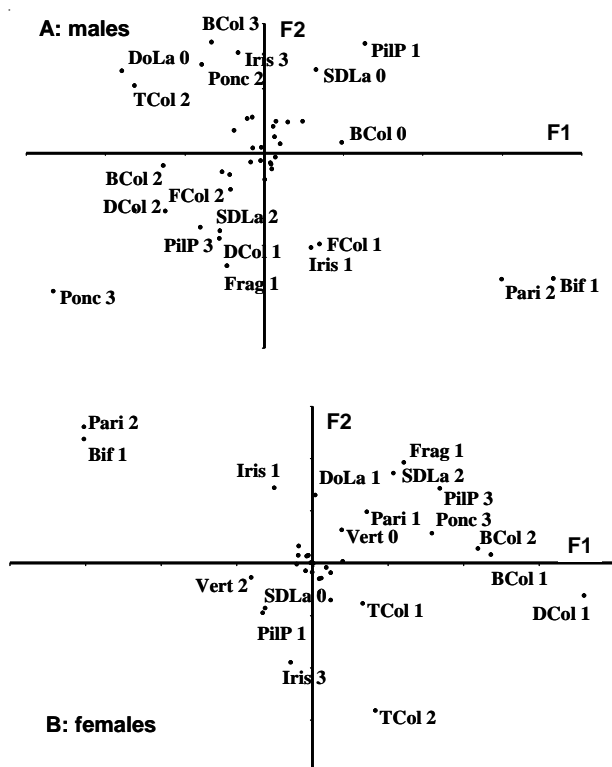 A: males
BCol 3
F2
PilP 1
DoLa 0
Iris 3
Ponc 2
SDLa 0
TCol 2
BCol 0
F1
BCol 2
FCol 2
DCol 2
SDLa 2
PilP 3
DCol 1
FCol 1
Iris 1
Frag 1
Pari 2
Bif 1
Ponc 3
Pari 2
F2
Bif 1
Frag 1
Iris 1
DoLa 1
SDLa 2
PilP 3
Pari 1
Ponc 3
Vert 0
BCol 2
F1
BCol 1
Vert 2
SDLa 0
TCol 1
DCol 1
PilP 1
Iris 3
TCol 2
B: females